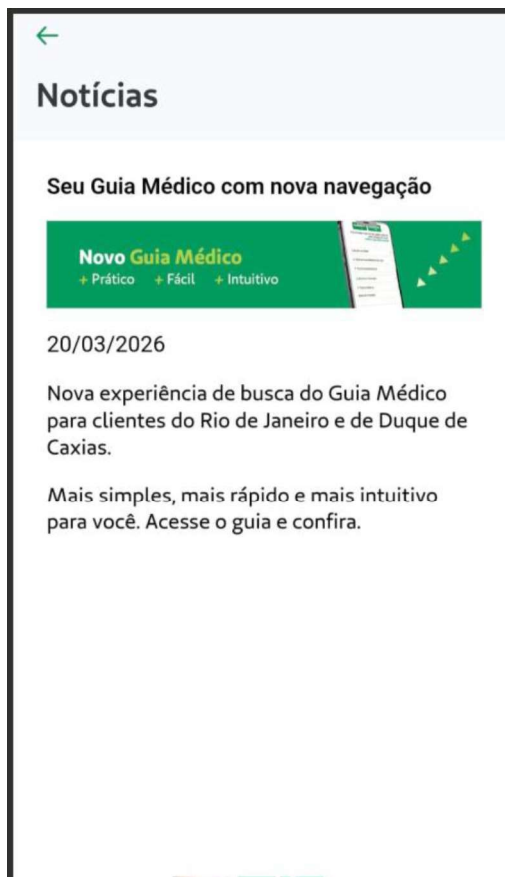 Notícias
Seu Guia Médico com nova navegação
Novo Guia Médico
+ Prático + Fácil + Intuitivo
20/03/2026
Nova experiência de busca do Guia Médico
para clientes do Rio de Janeiro e de Duque de
Caxias.
Mais simples, mais rápido e mais intuitivo
para você. Acesse o guia e confira.